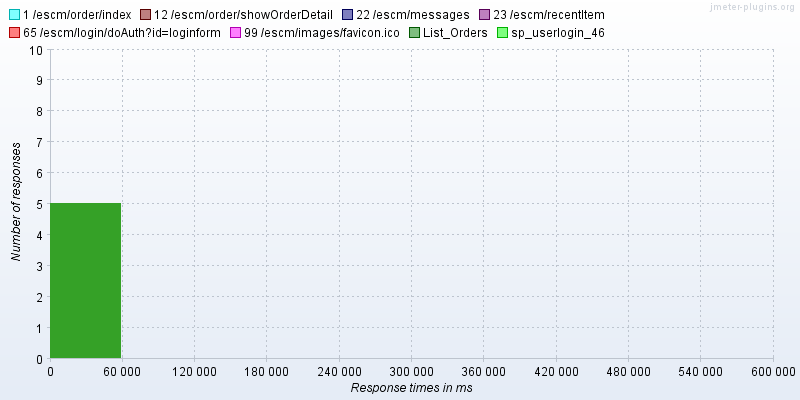 jmeter-plugins.org
1 /escm/order/index 12 /escm/order/showOrderDetail 22 /escm/messages 23 /escm/recentItem
65 /escm/login/doAuth?id=loginform 99 /escm/images/favicon.ico List_Orders sp_userlogin_46
10
9
8
7
6
5
4
3
2
1
0
Number of responses
0 60 000 120 000 180 000 240 000 300 000 360 000 420 000 480 000 540 000 600 000
Response times in ms